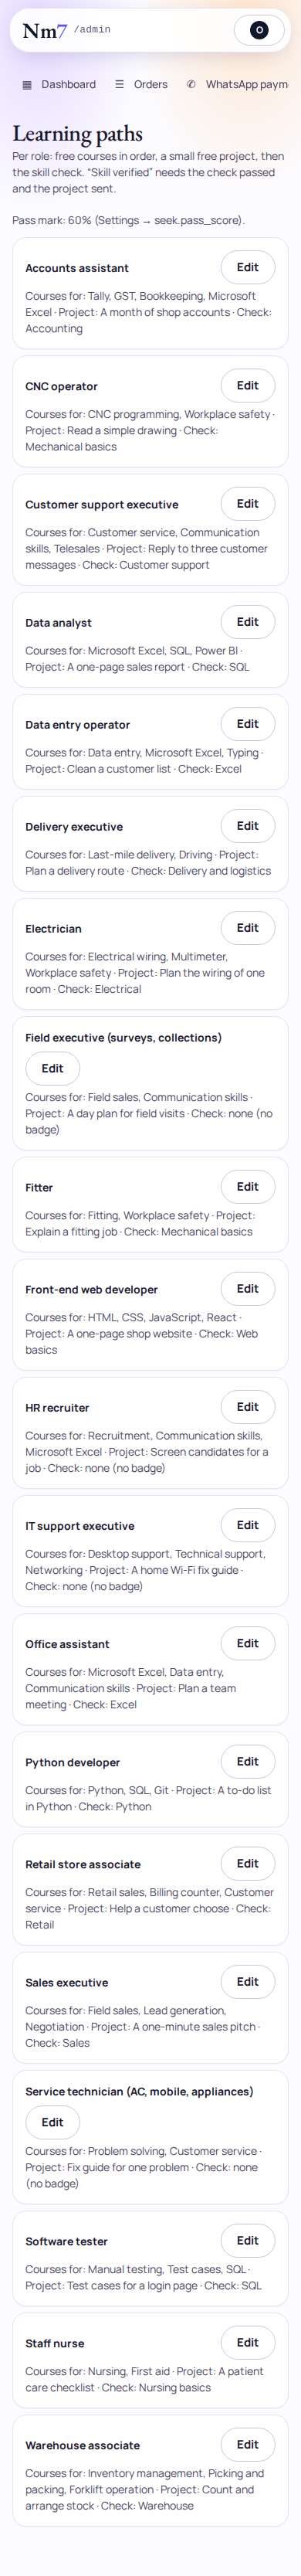 Nm7 /admin O
▦ Dashboard ☰ Orders ✆ WhatsApp paym
Learning paths
Per role: free courses in order, a small free project, then
the skill check. “Skill verified” needs the check passed
and the project sent.
Pass mark: 60% (Settings → seek.pass_score).
Accounts assistant Edit
Courses for: Tally, GST, Bookkeeping, Microsoft
Excel · Project: A month of shop accounts · Check:
Accounting
CNC operator Edit
Courses for: CNC programming, Workplace safety ·
Project: Read a simple drawing · Check:
Mechanical basics
Customer support executive Edit
Courses for: Customer service, Communication
skills, Telesales · Project: Reply to three customer
messages · Check: Customer support
Data analyst Edit
Courses for: Microsoft Excel, SQL, Power BI ·
Project: A one-page sales report · Check: SQL
Data entry operator Edit
Courses for: Data entry, Microsoft Excel, Typing ·
Project: Clean a customer list · Check: Excel
Delivery executive Edit
Courses for: Last-mile delivery, Driving · Project:
Plan a delivery route · Check: Delivery and logistics
Electrician Edit
Courses for: Electrical wiring, Multimeter,
Workplace safety · Project: Plan the wiring of one
room · Check: Electrical
Field executive (surveys, collections)
Edit
Courses for: Field sales, Communication skills ·
Project: A day plan for field visits · Check: none (no
badge)
Fitter Edit
Courses for: Fitting, Workplace safety · Project:
Explain a fitting job · Check: Mechanical basics
Front-end web developer Edit
Courses for: HTML, CSS, JavaScript, React ·
Project: A one-page shop website · Check: Web
basics
HR recruiter Edit
Courses for: Recruitment, Communication skills,
Microsoft Excel · Project: Screen candidates for a
job · Check: none (no badge)
IT support executive Edit
Courses for: Desktop support, Technical support,
Networking · Project: A home Wi-Fi fix guide ·
Check: none (no badge)
Office assistant Edit
Courses for: Microsoft Excel, Data entry,
Communication skills · Project: Plan a team
meeting · Check: Excel
Python developer Edit
Courses for: Python, SQL, Git · Project: A to-do list
in Python · Check: Python
Retail store associate Edit
Courses for: Retail sales, Billing counter, Customer
service · Project: Help a customer choose · Check:
Retail
Sales executive Edit
Courses for: Field sales, Lead generation,
Negotiation · Project: A one-minute sales pitch ·
Check: Sales
Service technician (AC, mobile, appliances)
Edit
Courses for: Problem solving, Customer service ·
Project: Fix guide for one problem · Check: none
(no badge)
Software tester Edit
Courses for: Manual testing, Test cases, SQL ·
Project: Test cases for a login page · Check: SQL
Staff nurse Edit
Courses for: Nursing, First aid · Project: A patient
care checklist · Check: Nursing basics
Warehouse associate Edit
Courses for: Inventory management, Picking and
packing, Forklift operation · Project: Count and
arrange stock · Check: Warehouse